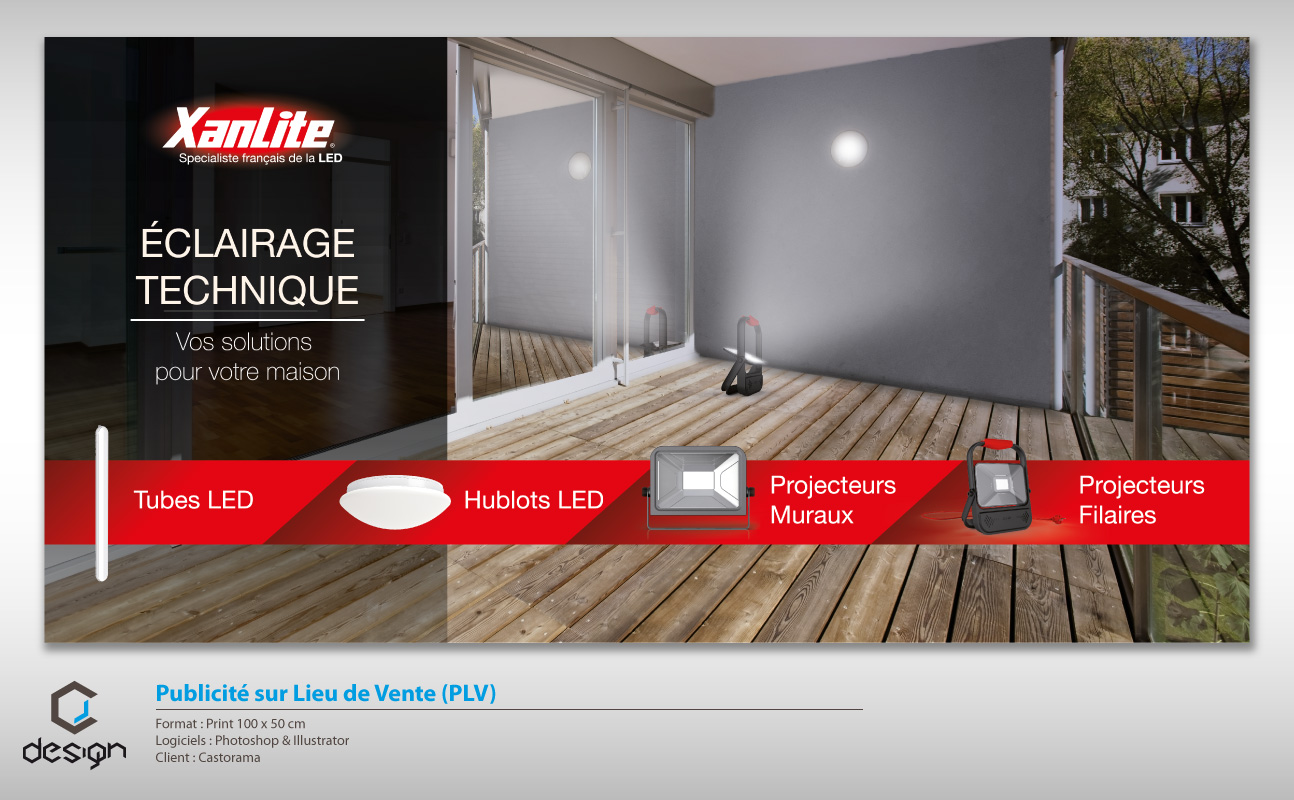 XanLite®
Specialiste français de la LED
ÉCLAIRAGE
TECHNIQUE
Vos solutions
pour votre maison
Tubes LED
Hublots LED
Projecteurs
Muraux
Projecteurs
Filaires
design
Publicité sur Lieu de Vente (PLV)
Format : Print 100 x 50 cm
Logiciels : Photoshop & Illustrator
Client : Castorama